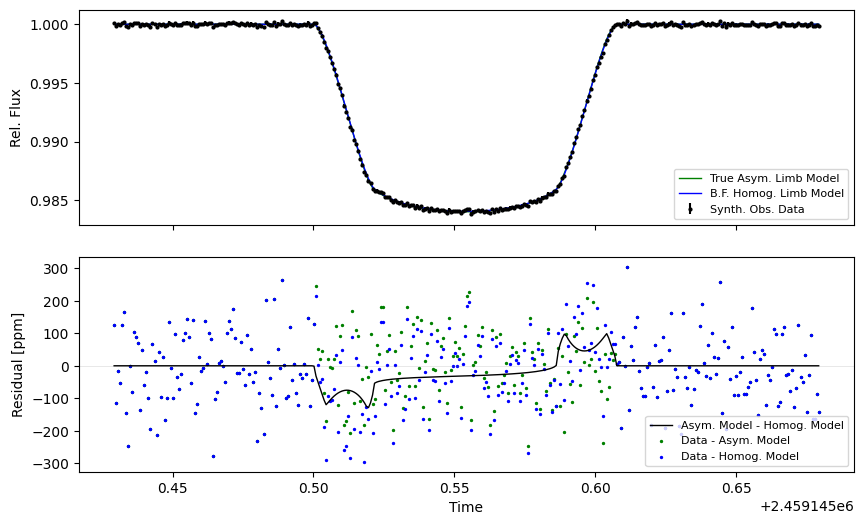 1.000
0.995
0.990
0.985
Rel. Flux
True Asym. Limb Model
B.F. Homog. Limb Model
Synth. Obs. Data
300
200
100
0
−100
−200
−300
Residual [ppm]
Asym. Model - Homog. Model
Data - Asym. Model
Data - Homog. Model
0.45 0.50 0.55 0.60 0.65
Time
+2.459145e6